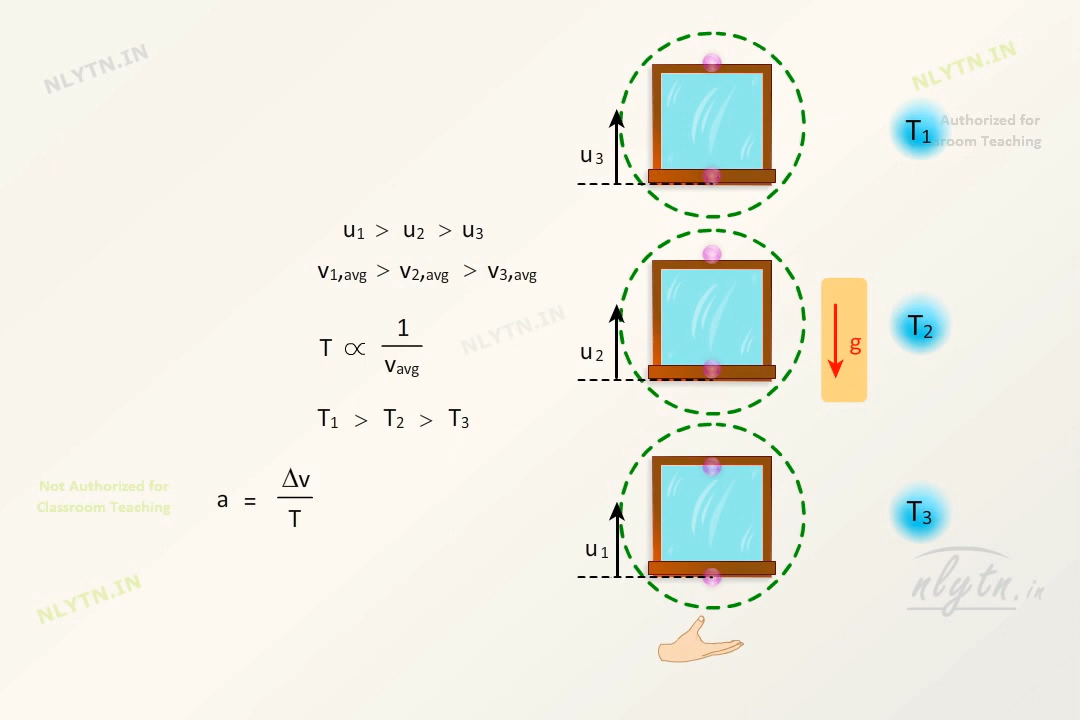 NLYTN.IN
NLYTN.IN
T1
Authorized for
room Teaching
u3
u1 > u2 > u3
v1,avg > v2,avg > v3,avg
NLYTN.IN
T ∝ 1/vavg
u2
g
T2
T1 > T2 > T3
Not Authorized for
Classroom Teaching
a = Δv/T
u1
T3
nlytn.in
NLYTN.IN